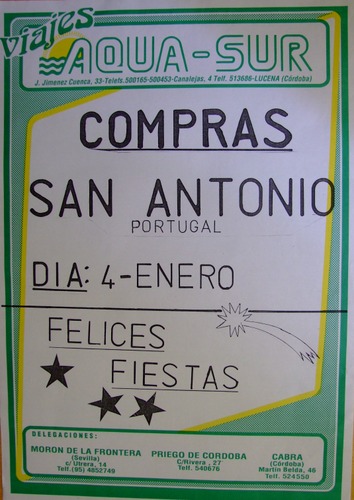 viajes
AQUA-SUR
J. Jimenez Cuenca, 33-Telefs. 500165-500453-Canalejas, 4 Telf. 513686-LUCENA (Córdoba)
COMPRAS
SAN ANTONIO
PORTUGAL
DIA: 4-ENERO
FELICES
FIESTAS
DELEGACIONES:
MORON DE LA FRONTERA
(Sevilla)
c/ Utrera, 14
Telf. (95) 4852749
PRIEGO DE CORDOBA
C/Rivera, 27
Telf. 540676
CABRA
(Córdoba)
Martin Belda, 46
Telf. 524550